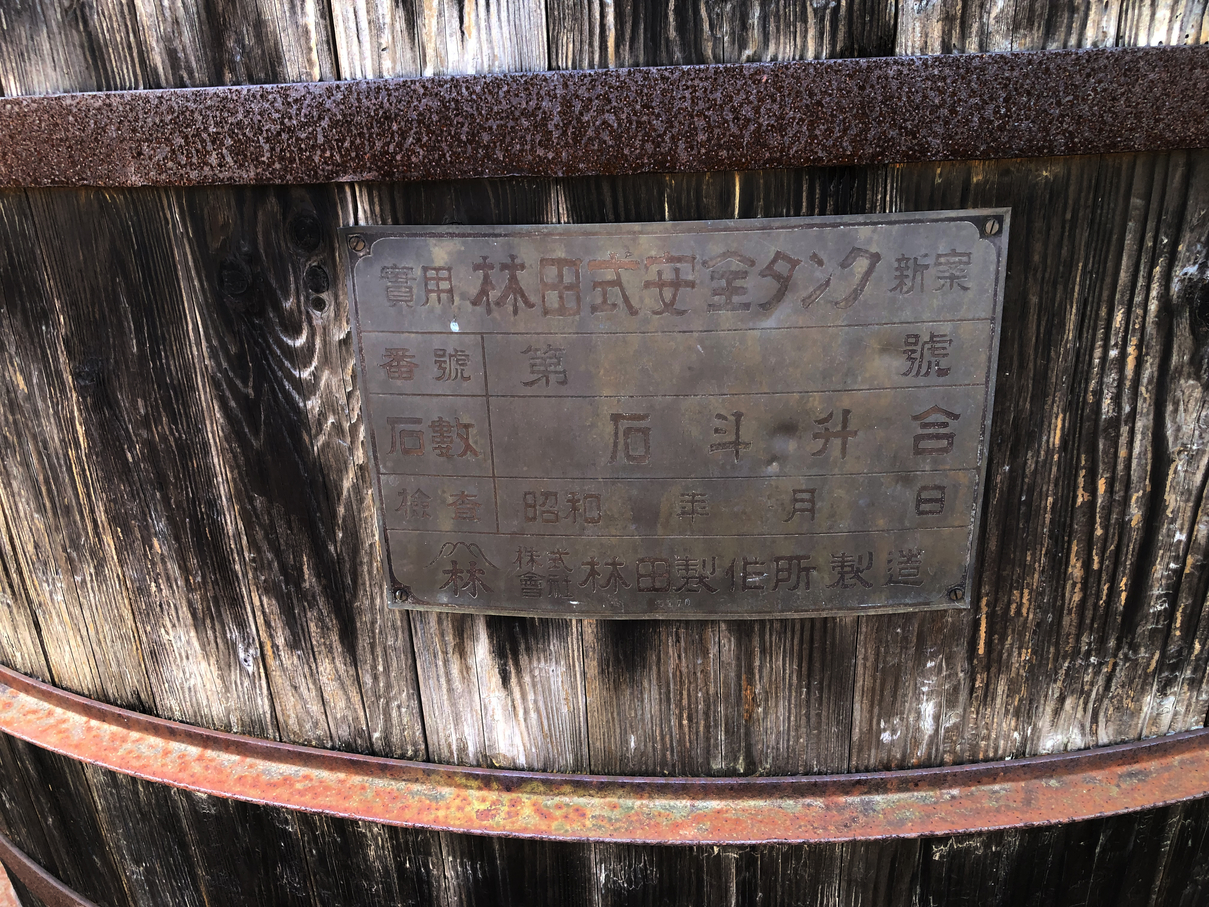 實用 林田式安全タンク 新案
番號 第 號
石數 石 斗 升 合
検査 昭和 年 月 日
林 株式會社 林田製作所製造